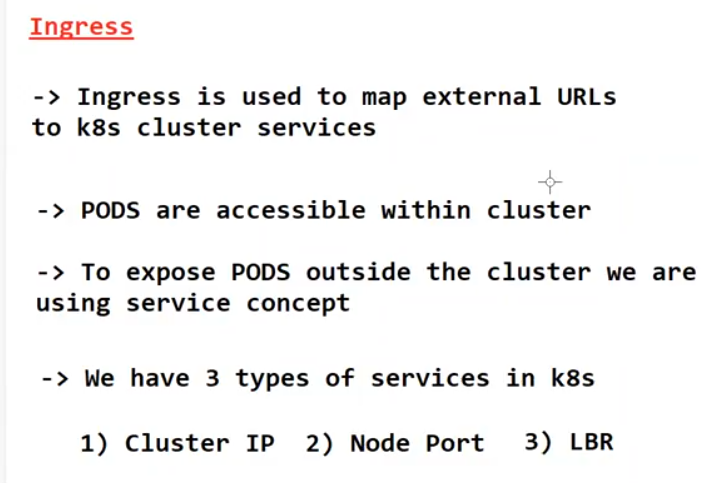 Ingress
-> Ingress is used to map external URLs
to k8s cluster services
-> PODS are accessible within cluster
-> To expose PODS outside the cluster we are
using service concept
-> We have 3 types of services in k8s
1) Cluster IP  2) Node Port  3) LBR